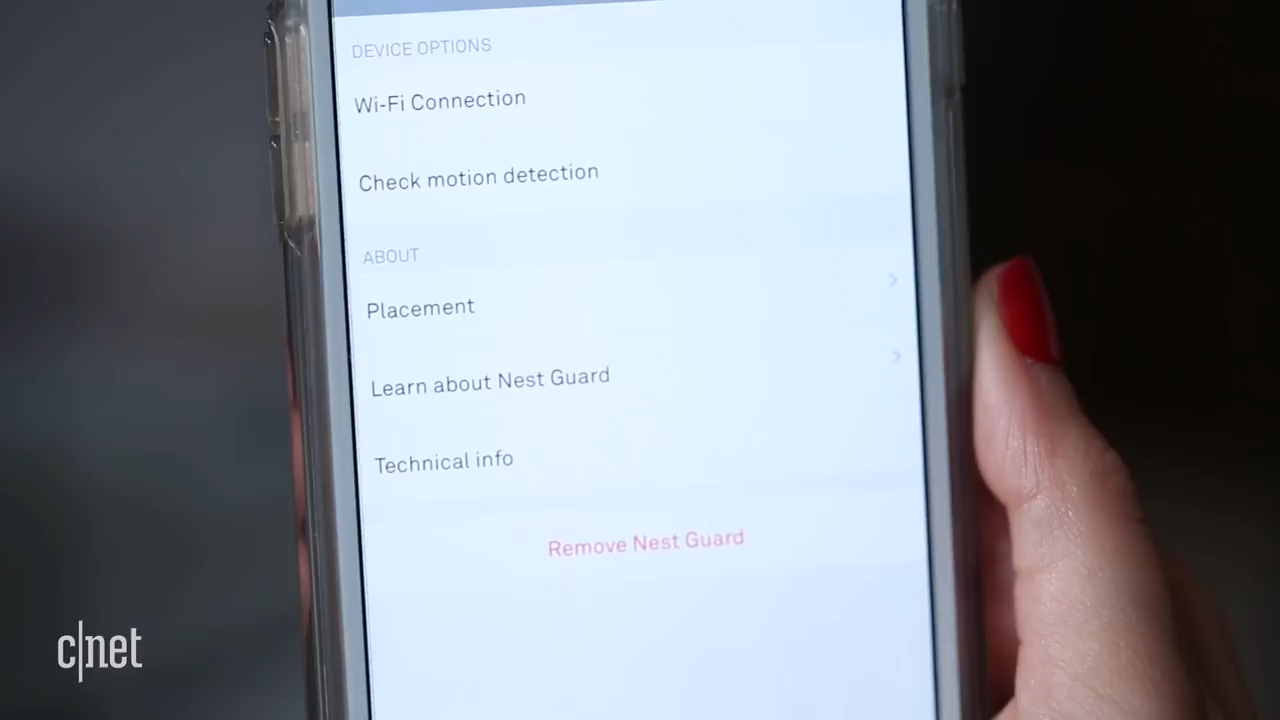 DEVICE OPTIONS
Wi-Fi Connection
Check motion detection
ABOUT
Placement
Learn about Nest Guard
Technical info
Remove Nest Guard
c|net